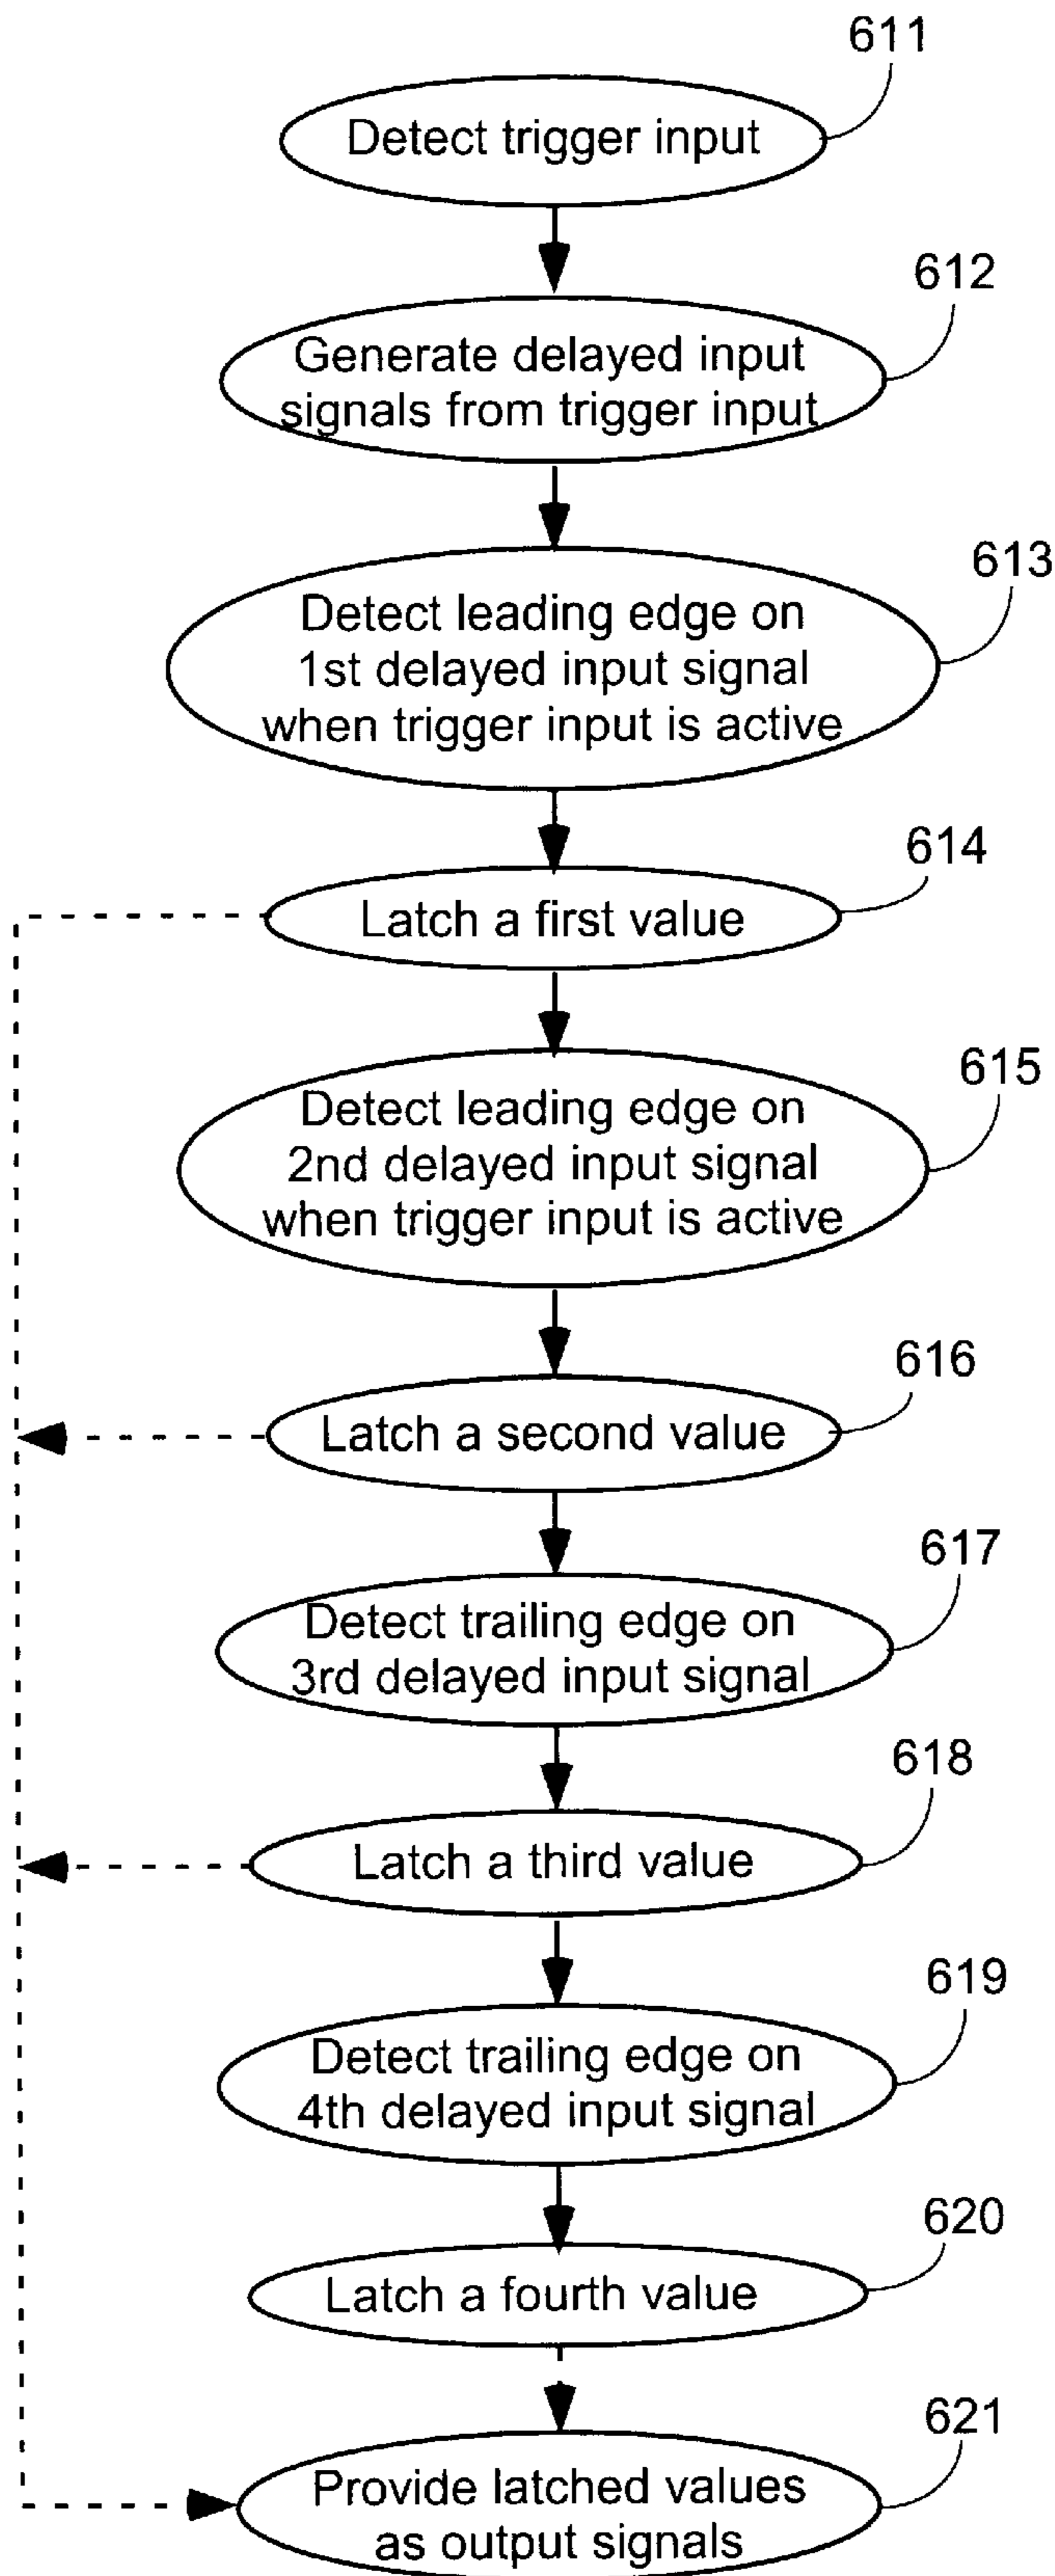 611
Detect trigger input
612
Generate delayed input
signals from trigger input
613
Detect leading edge on
1st delayed input signal
when trigger input is active
614
Latch a first value
615
Detect leading edge on
2nd delayed input signal
when trigger input is active
616
Latch a second value
617
Detect trailing edge on
3rd delayed input signal
618
Latch a third value
619
Detect trailing edge on
4th delayed input signal
620
Latch a fourth value
621
Provide latched values
as output signals